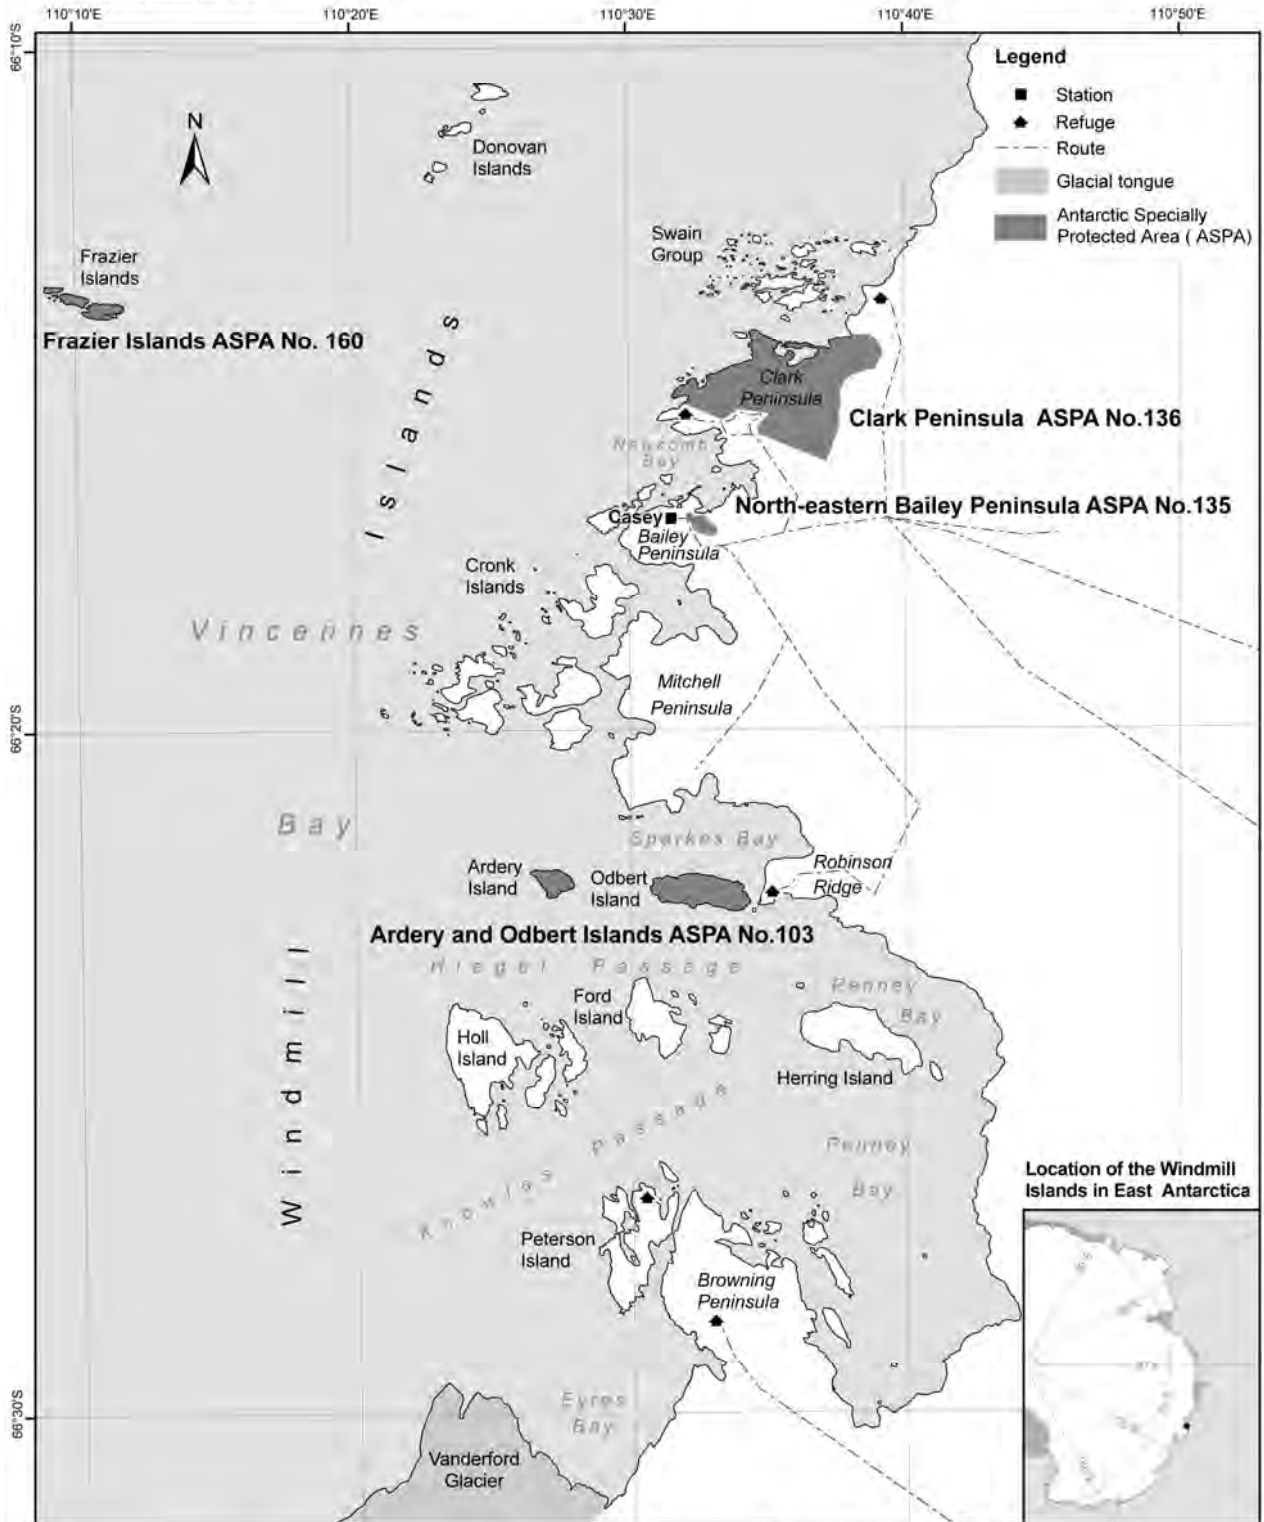 110°10'E
110°20'E
110°30'E
110°40'E
110°50'E
66°10'S
Legend
Station
Refuge
Route
Glacial tongue
Antarctic Specially
Protected Area ( ASPA)
N
Donovan
Islands
Swain
Group
Frazier
Islands
Frazier Islands ASPA No. 160
Clark
Peninsula
Clark Peninsula ASPA No.136
Newcomb
Bay
North-eastern Bailey Peninsula ASPA No.135
Casey
Bailey
Peninsula
Cronk
Islands
Islands
Vincennes
Mitchell
Peninsula
66°20'S
Bay
Sparkes Bay
Robinson
Ridge
Ardery
Island
Odbert
Island
Ardery and Odbert Islands ASPA No.103
Passage
Penney
Bay
Ford
Island
Holl
Island
Herring Island
Windmill
Knowles Passage
Penney
Bay
Location of the Windmill
Islands in East Antarctica
Peterson
Island
Browning
Peninsula
66°30'S
Eyres
Bay
Vanderford
Glacier